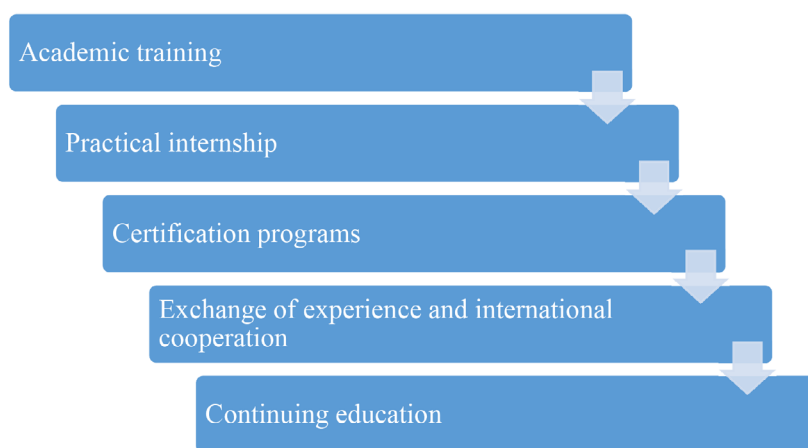 Academic training
Practical internship
Certification programs
Exchange of experience and international
cooperation
Continuing education